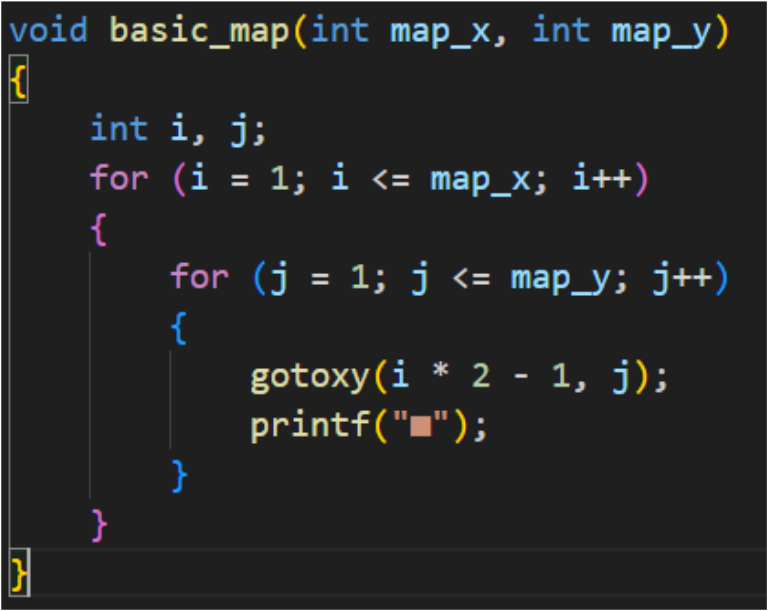 void basic_map(int map_x, int map_y)
{
    int i, j;
    for (i = 1; i <= map_x; i++)
    {
        for (j = 1; j <= map_y; j++)
        {
            gotoxy(i * 2 - 1, j);
            printf("■");
        }
    }
}